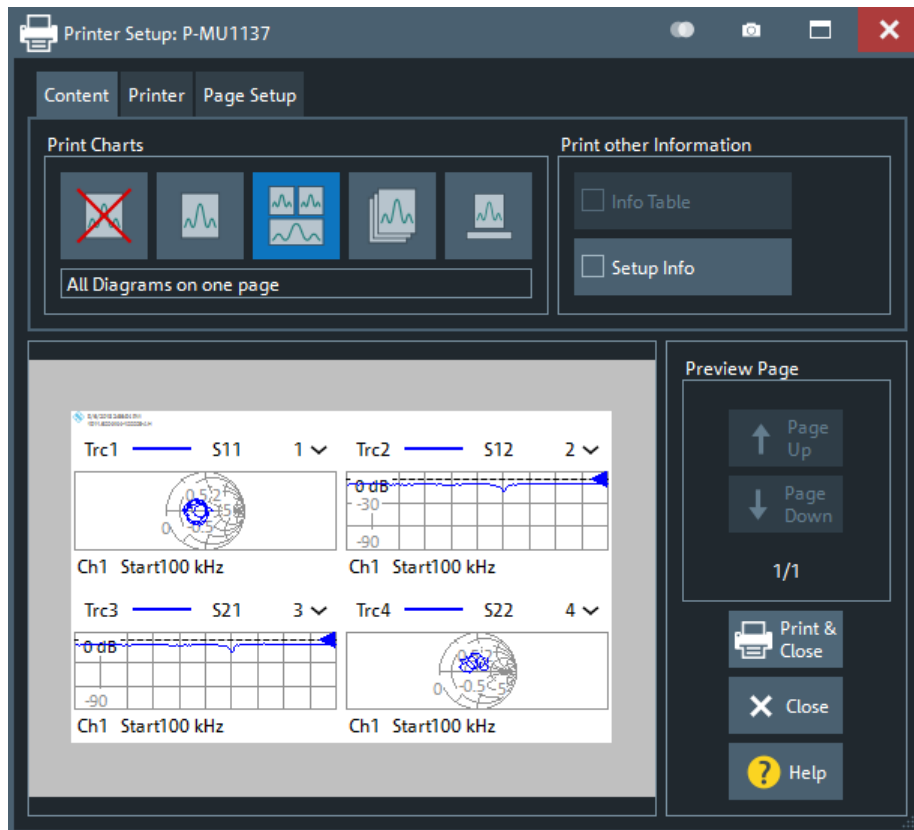 Printer Setup: P-MU1137
Content Printer Page Setup
Print Charts
All Diagrams on one page
Print other Information
Info Table
Setup Info
Trc1 S11 1
Trc2 S12 2
0 dB
-30
-90
Ch1 Start100 kHz
Ch1 Start100 kHz
Trc3 S21 3
Trc4 S22 4
0 dB
-90
0
-0.5
Ch1 Start100 kHz
Ch1 Start100 kHz
Preview Page
Page
Up
Page
Down
1/1
Print &
Close
Close
? Help